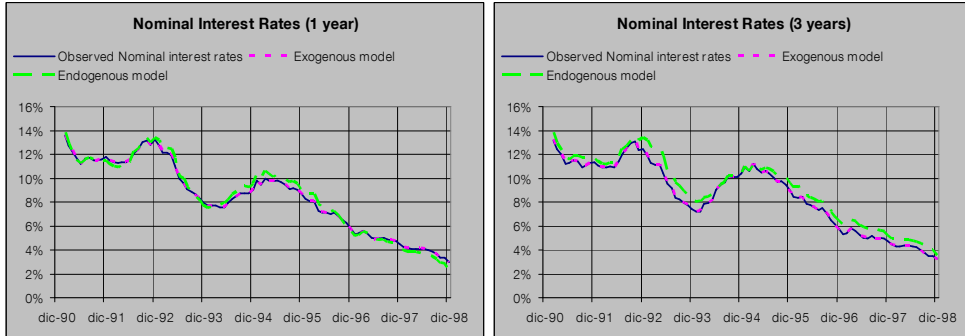 Nominal Interest Rates (1 year)
Observed Nominal interest rates
Exogenous model
Endogenous model
16%
14%
12%
10%
8%
6%
4%
2%
0%
dic-90 dic-91 dic-92 dic-93 dic-94 dic-95 dic-96 dic-97 dic-98
Nominal Interest Rates (3 years)
Observed Nominal interest rates
Exogenous model
Endogenous model
16%
14%
12%
10%
8%
6%
4%
2%
0%
dic-90 dic-91 dic-92 dic-93 dic-94 dic-95 dic-96 dic-97 dic-98